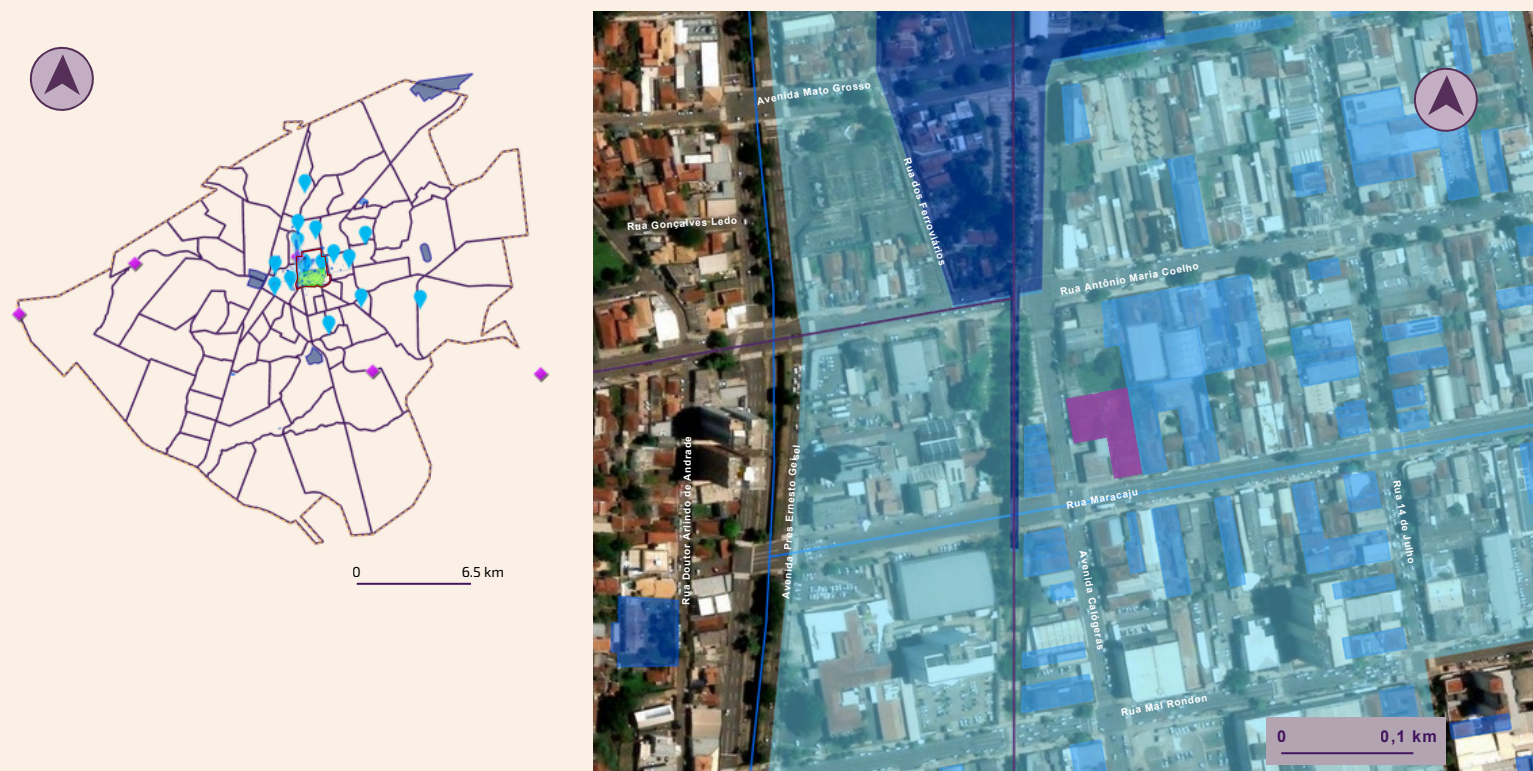 0 6.5 km
Avenida Mato Grosso
Rua dos Ferroviários
Rua Gonçalves Ledo
Rua Antônio Maria Coelho
Rua Doutor Arlindo de Andrade
Avenida Pres Ernesto Geisel
Rua Maracaju
Rua 14 de Julho
Avenida Calógeras
Rua Mal Rondon
0 0,1 km